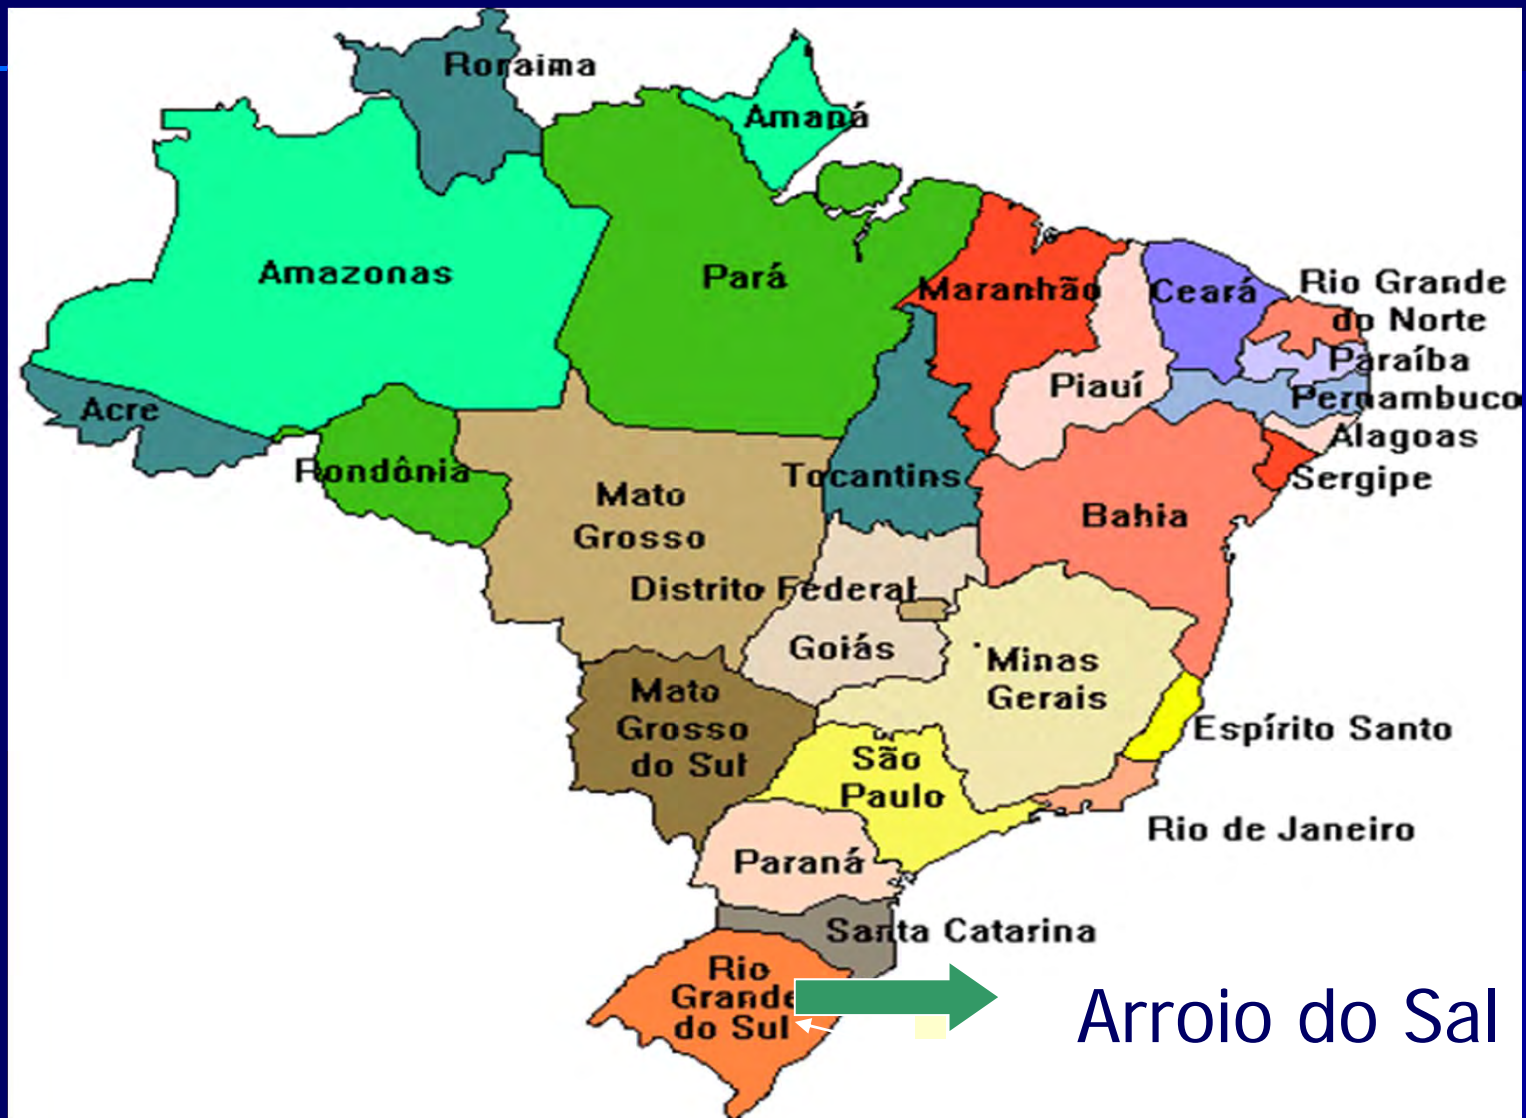 Roraima
Amapá
Amazonas
Pará
Maranhão
Ceará
Rio Grande
do Norte
Paraíba
Piauí
Pernambuco
Acre
Alagoas
Rondônia
Tocantins
Sergipe
Mato
Grosso
Bahia
Distrito Federal
Goiás
Minas
Gerais
Mato
Grosso
do Sul
Espírito Santo
São
Paulo
Rio de Janeiro
Paraná
Santa Catarina
Rio
Grande
do Sul
Arroio do Sal